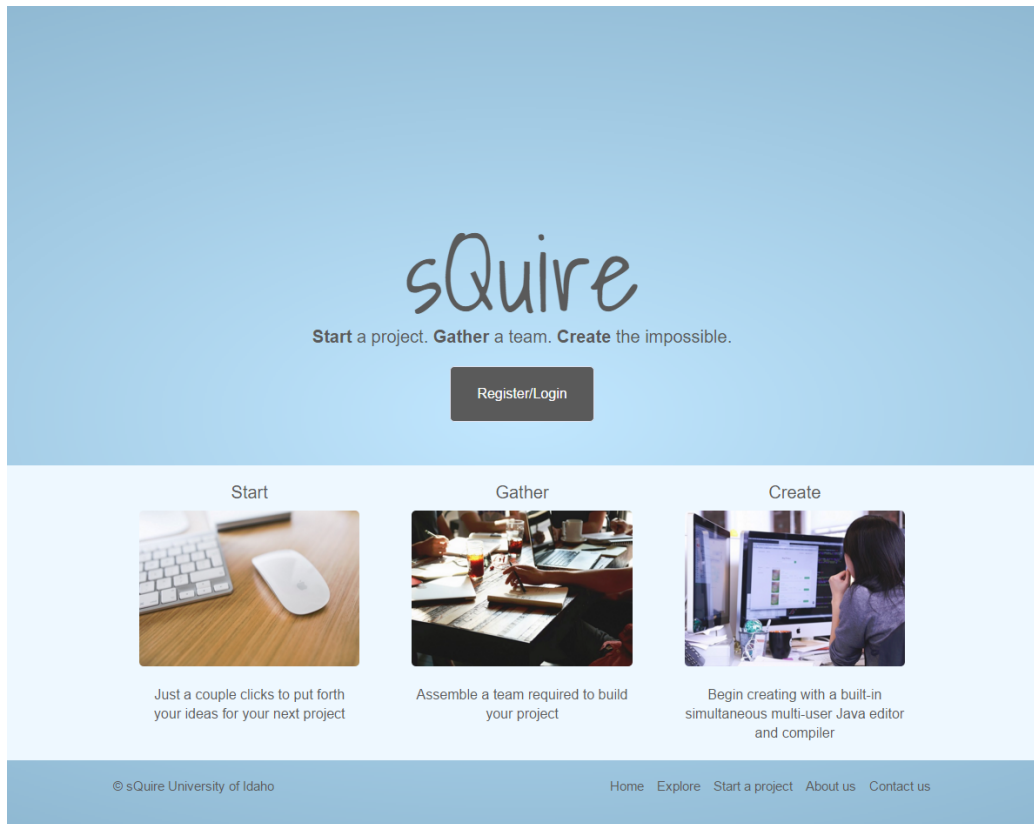 sQuire
Start a project. Gather a team. Create the impossible.
Register/Login
Start
Just a couple clicks to put forth
your ideas for your next project
Gather
Assemble a team required to build
your project
Create
Begin creating with a built-in
simultaneous multi-user Java editor
and compiler
© sQuire University of Idaho
Home Explore Start a project About us Contact us